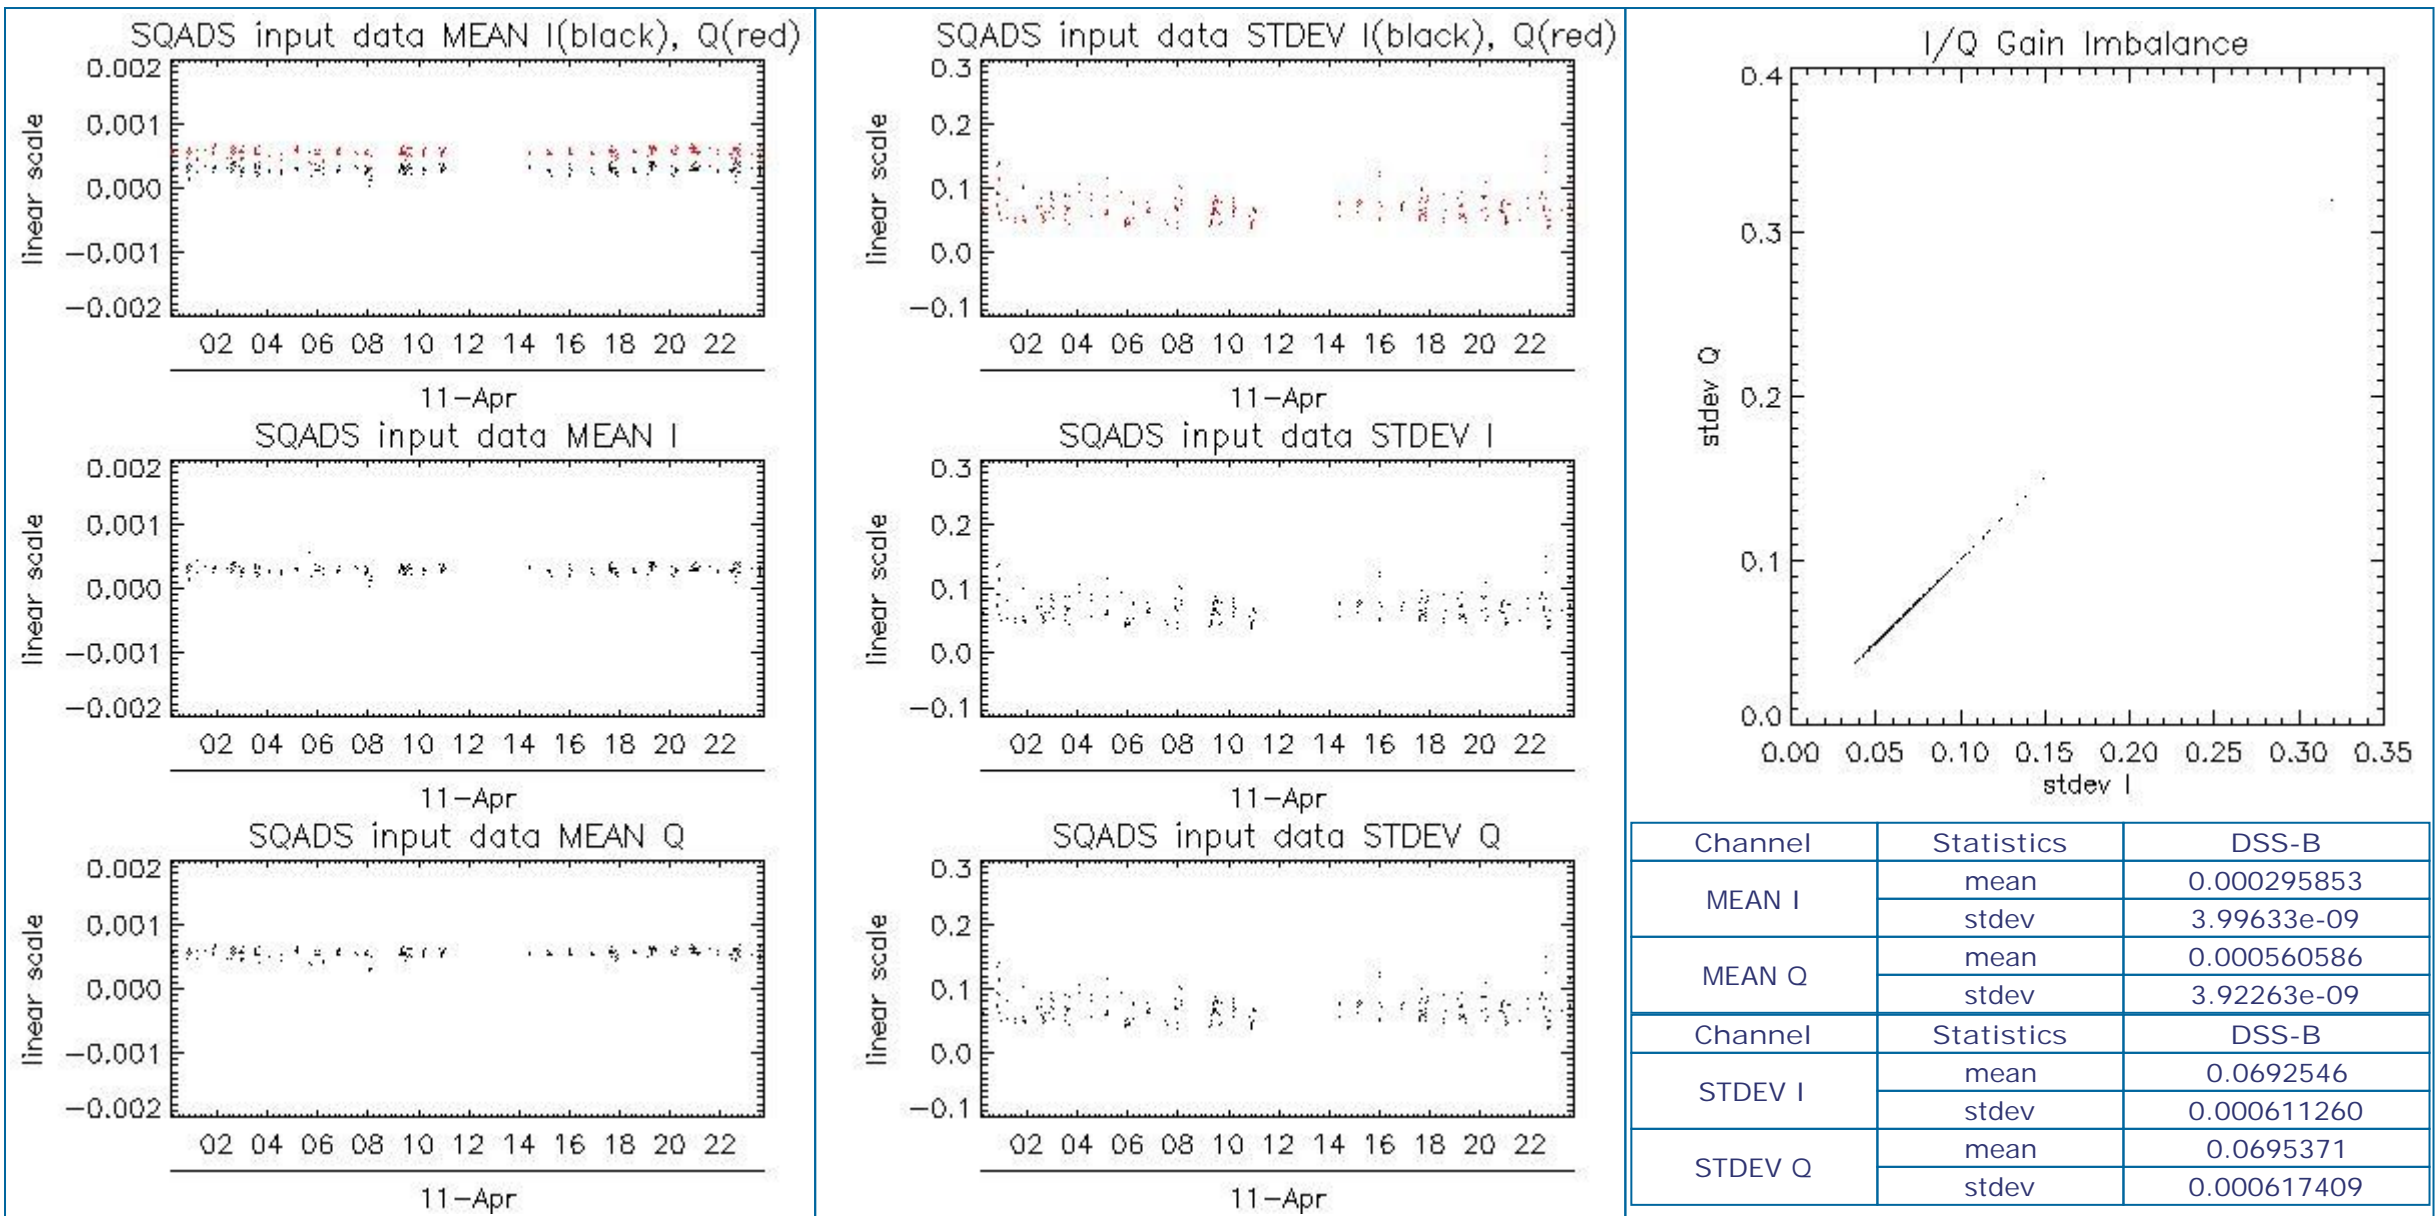 SQADS input data MEAN I(black), Q(red)
linear scale
0.002
0.001
0.000
−0.001
−0.002
02 04 06 08 10 12 14 16 18 20 22
11−Apr
SQADS input data MEAN I
linear scale
0.002
0.001
0.000
−0.001
−0.002
02 04 06 08 10 12 14 16 18 20 22
11−Apr
SQADS input data MEAN Q
linear scale
0.002
0.001
0.000
−0.001
−0.002
02 04 06 08 10 12 14 16 18 20 22
11−Apr
SQADS input data STDEV I(black), Q(red)
linear scale
0.3
0.2
0.1
0.0
−0.1
02 04 06 08 10 12 14 16 18 20 22
11−Apr
SQADS input data STDEV I
linear scale
0.3
0.2
0.1
0.0
−0.1
02 04 06 08 10 12 14 16 18 20 22
11−Apr
SQADS input data STDEV Q
linear scale
0.3
0.2
0.1
0.0
−0.1
02 04 06 08 10 12 14 16 18 20 22
11−Apr
I/Q Gain Imbalance
stdev Q
0.4
0.3
0.2
0.1
0.0
0.00 0.05 0.10 0.15 0.20 0.25 0.30 0.35
stdev I
Channel Statistics DSS-B
MEAN I mean 0.000295853
stdev 3.99633e-09
MEAN Q mean 0.000560586
stdev 3.92263e-09
Channel Statistics DSS-B
STDEV I mean 0.0692546
stdev 0.000611260
STDEV Q mean 0.0695371
stdev 0.000617409